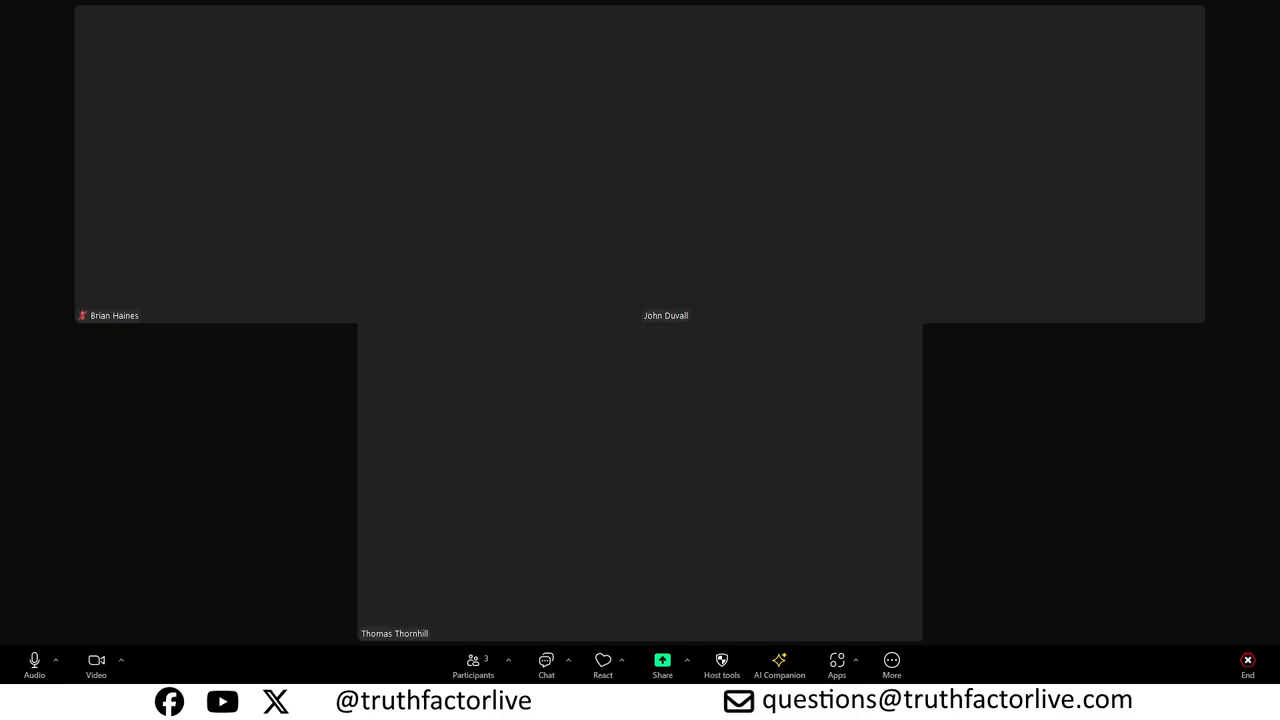 Brian Haines
John Duvall
Thomas Thornhill
Audio
Video
Participants
3
Chat
React
Share
Host tools
AI Companion
Apps
More
End
@truthfactorlive
questions@truthfactorlive.com